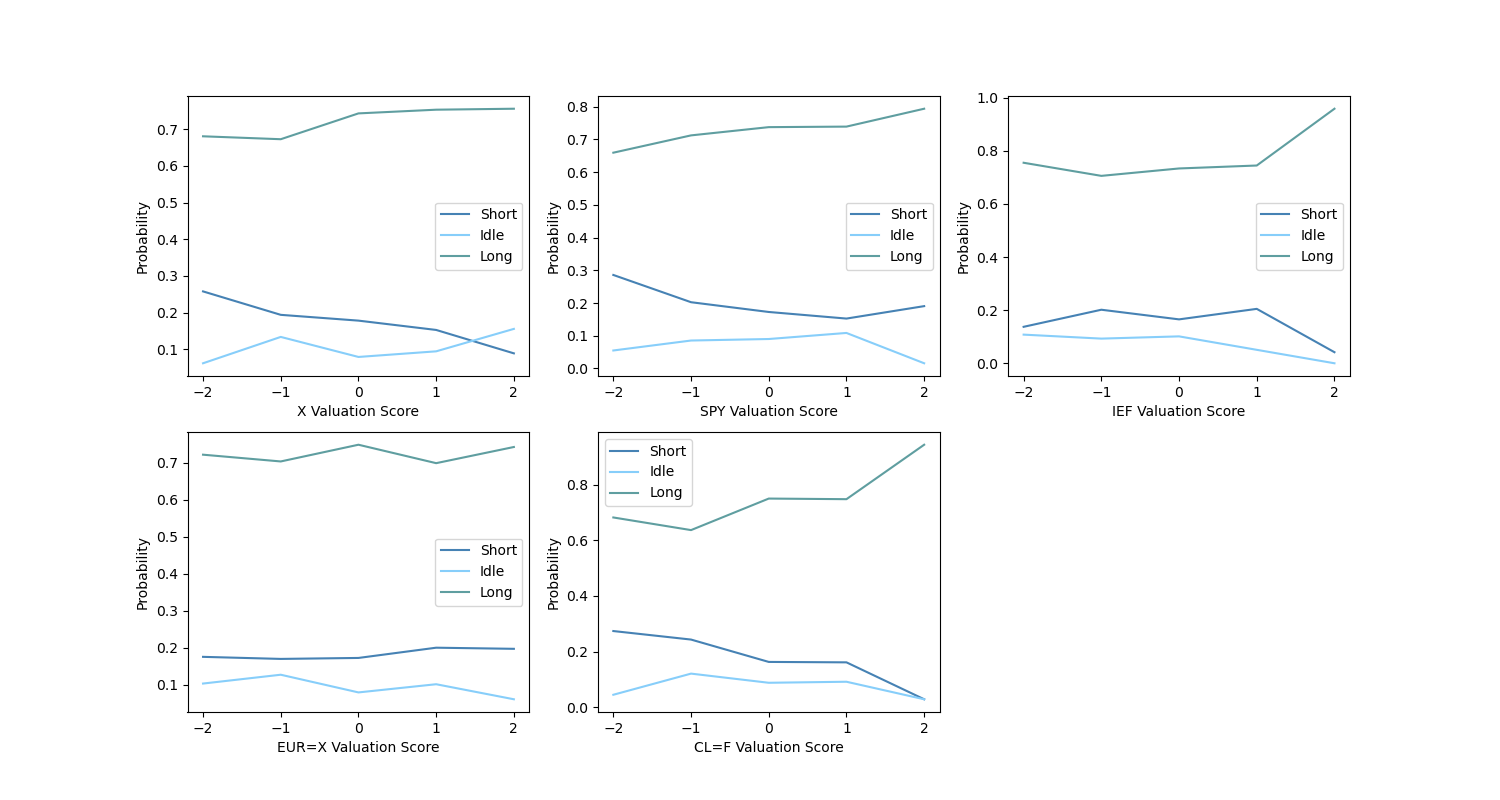 Probability
0.7
0.6
0.5
0.4
0.3
0.2
0.1
Short
Idle
Long
−2 −1 0 1 2
X Valuation Score
Probability
0.8
0.7
0.6
0.5
0.4
0.3
0.2
0.1
0.0
Short
Idle
Long
−2 −1 0 1 2
SPY Valuation Score
Probability
1.0
0.8
0.6
0.4
0.2
0.0
Short
Idle
Long
−2 −1 0 1 2
IEF Valuation Score
Probability
0.7
0.6
0.5
0.4
0.3
0.2
0.1
Short
Idle
Long
−2 −1 0 1 2
EUR=X Valuation Score
Probability
0.8
0.6
0.4
0.2
0.0
Short
Idle
Long
−2 −1 0 1 2
CL=F Valuation Score